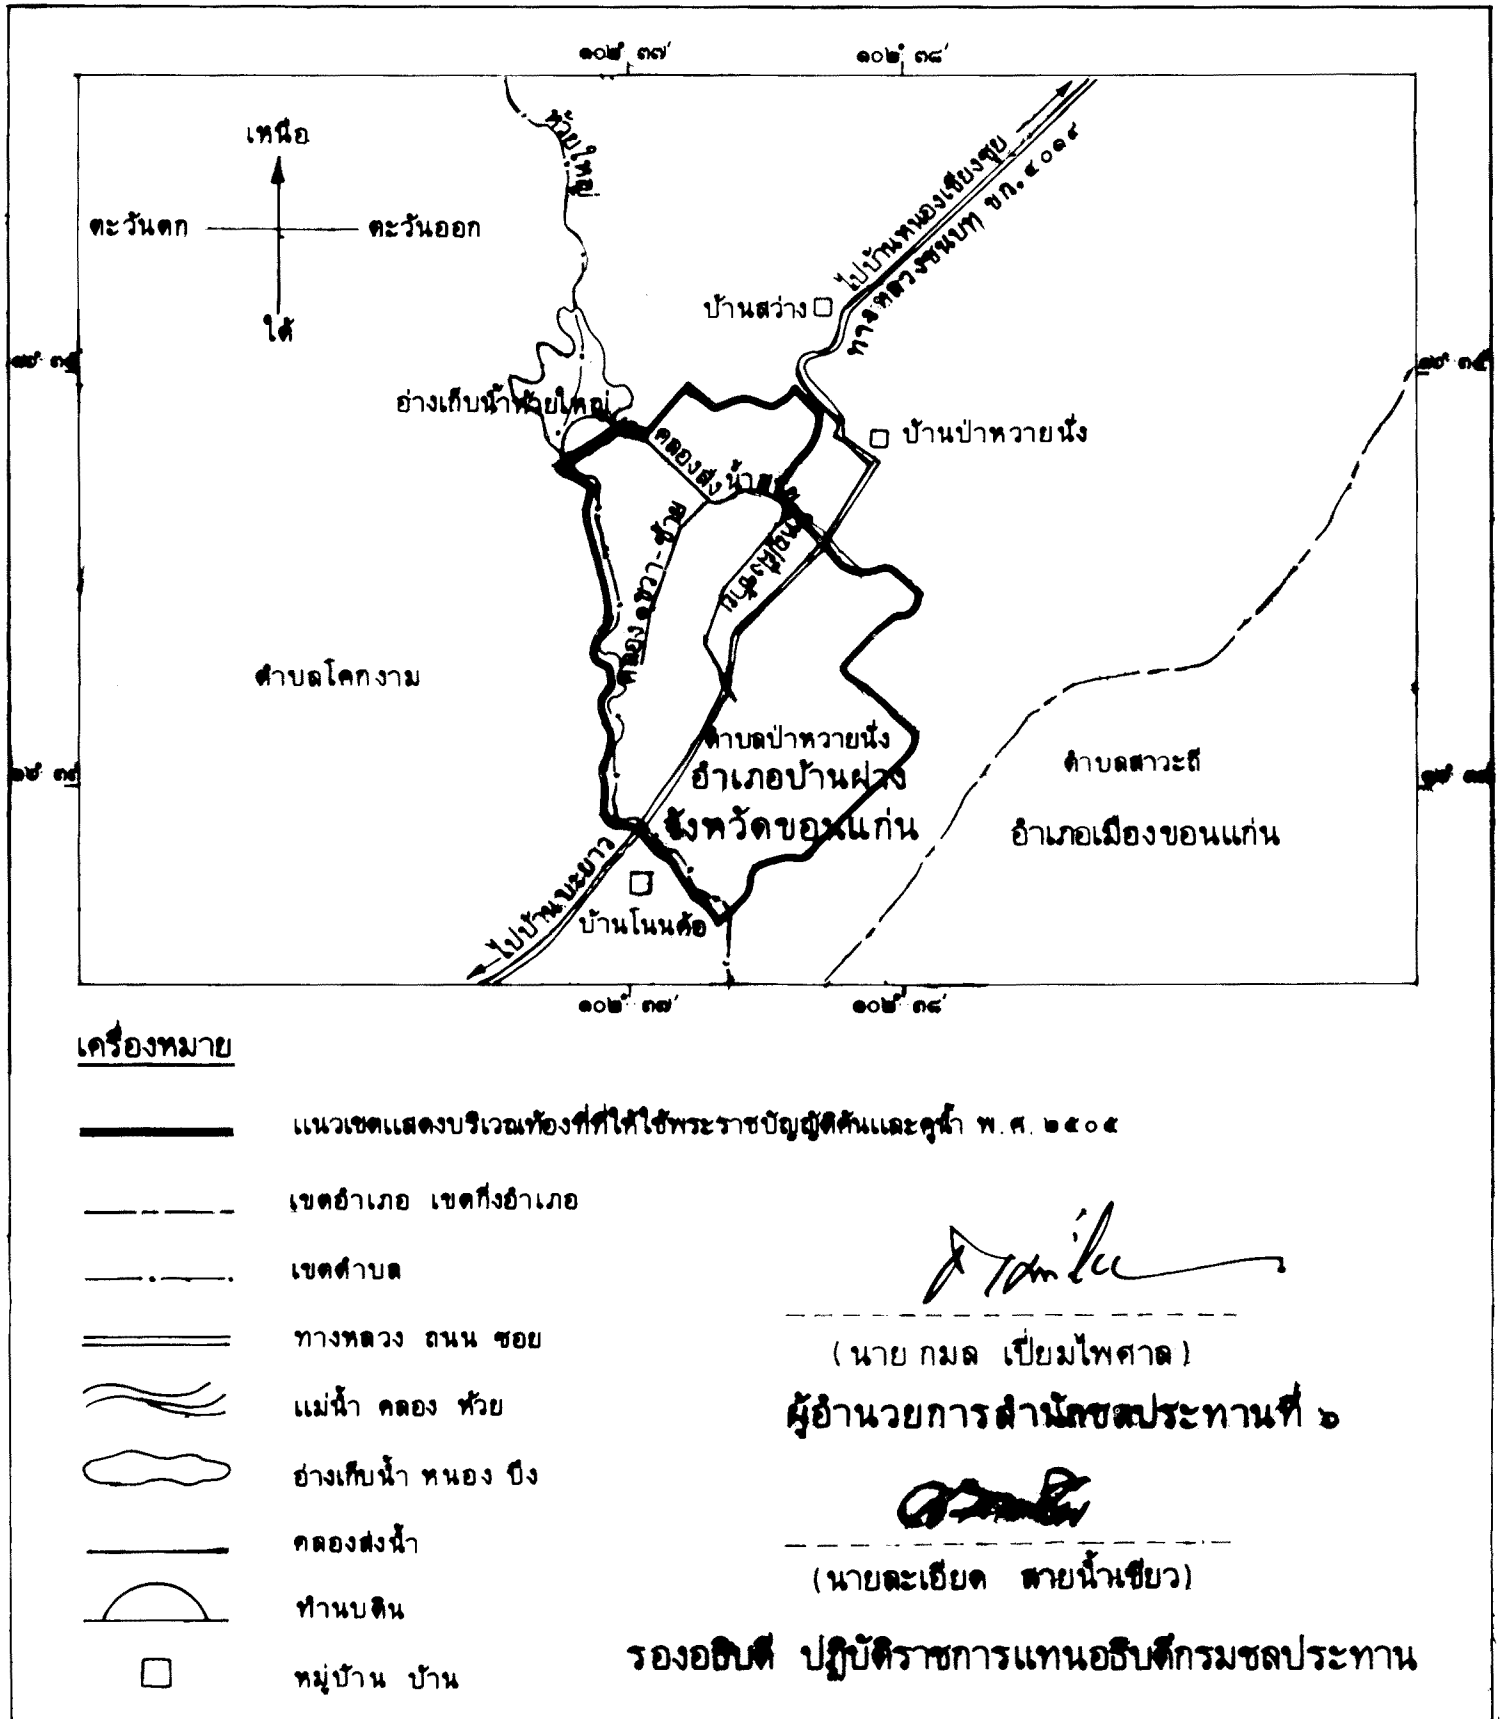 ๑๐๒° ๓๗′ ๑๐๒° ๓๘′
เหนือ
ตะวันตก ตะวันออก
ใต้
ห้วยใหญ่
ไปบ้านหนองเซียงซุย
ทางหลวงชนบท ขก. ๔๐๑๔
บ้านสว่าง
๓๕′ ๓๕′
อ่างเก็บน้ำห้วยใหญ่
บ้านป่าหวายนั่ง
คลองส่งน้ำสายใหญ่
คลอง ๑ ขวา-ซ้าย
ตำบลโคกงาม
ตำบลป่าหวายนั่ง
อำเภอบ้านฝาง
จังหวัดขอนแก่น
ตำบลสาวะถี
อำเภอเมืองขอนแก่น
ไปบ้าน
บ้านโนนค้อ
๑๐๒° ๓๗′ ๑๐๒° ๓๘′
เครื่องหมาย
แนวเขตแสดงบริเวณท้องที่ที่ให้ใช้พระราชบัญญัติคันและคูน้ำ พ.ศ. ๒๕๐๕
เขตอำเภอ เขตกิ่งอำเภอ
เขตตำบล
ทางหลวง ถนน ซอย
แม่น้ำ คลอง ห้วย
อ่างเก็บน้ำ หนอง บึง
คลองส่งน้ำ
ทำนบดิน
หมู่บ้าน บ้าน
(นาย กมล เปี่ยมไพศาล)
ผู้อำนวยการสำนักชลประทานที่ ๖
(นายละเอียด สายน้ำเขียว)
รองอธิบดี ปฏิบัติราชการแทนอธิบดีกรมชลประทาน